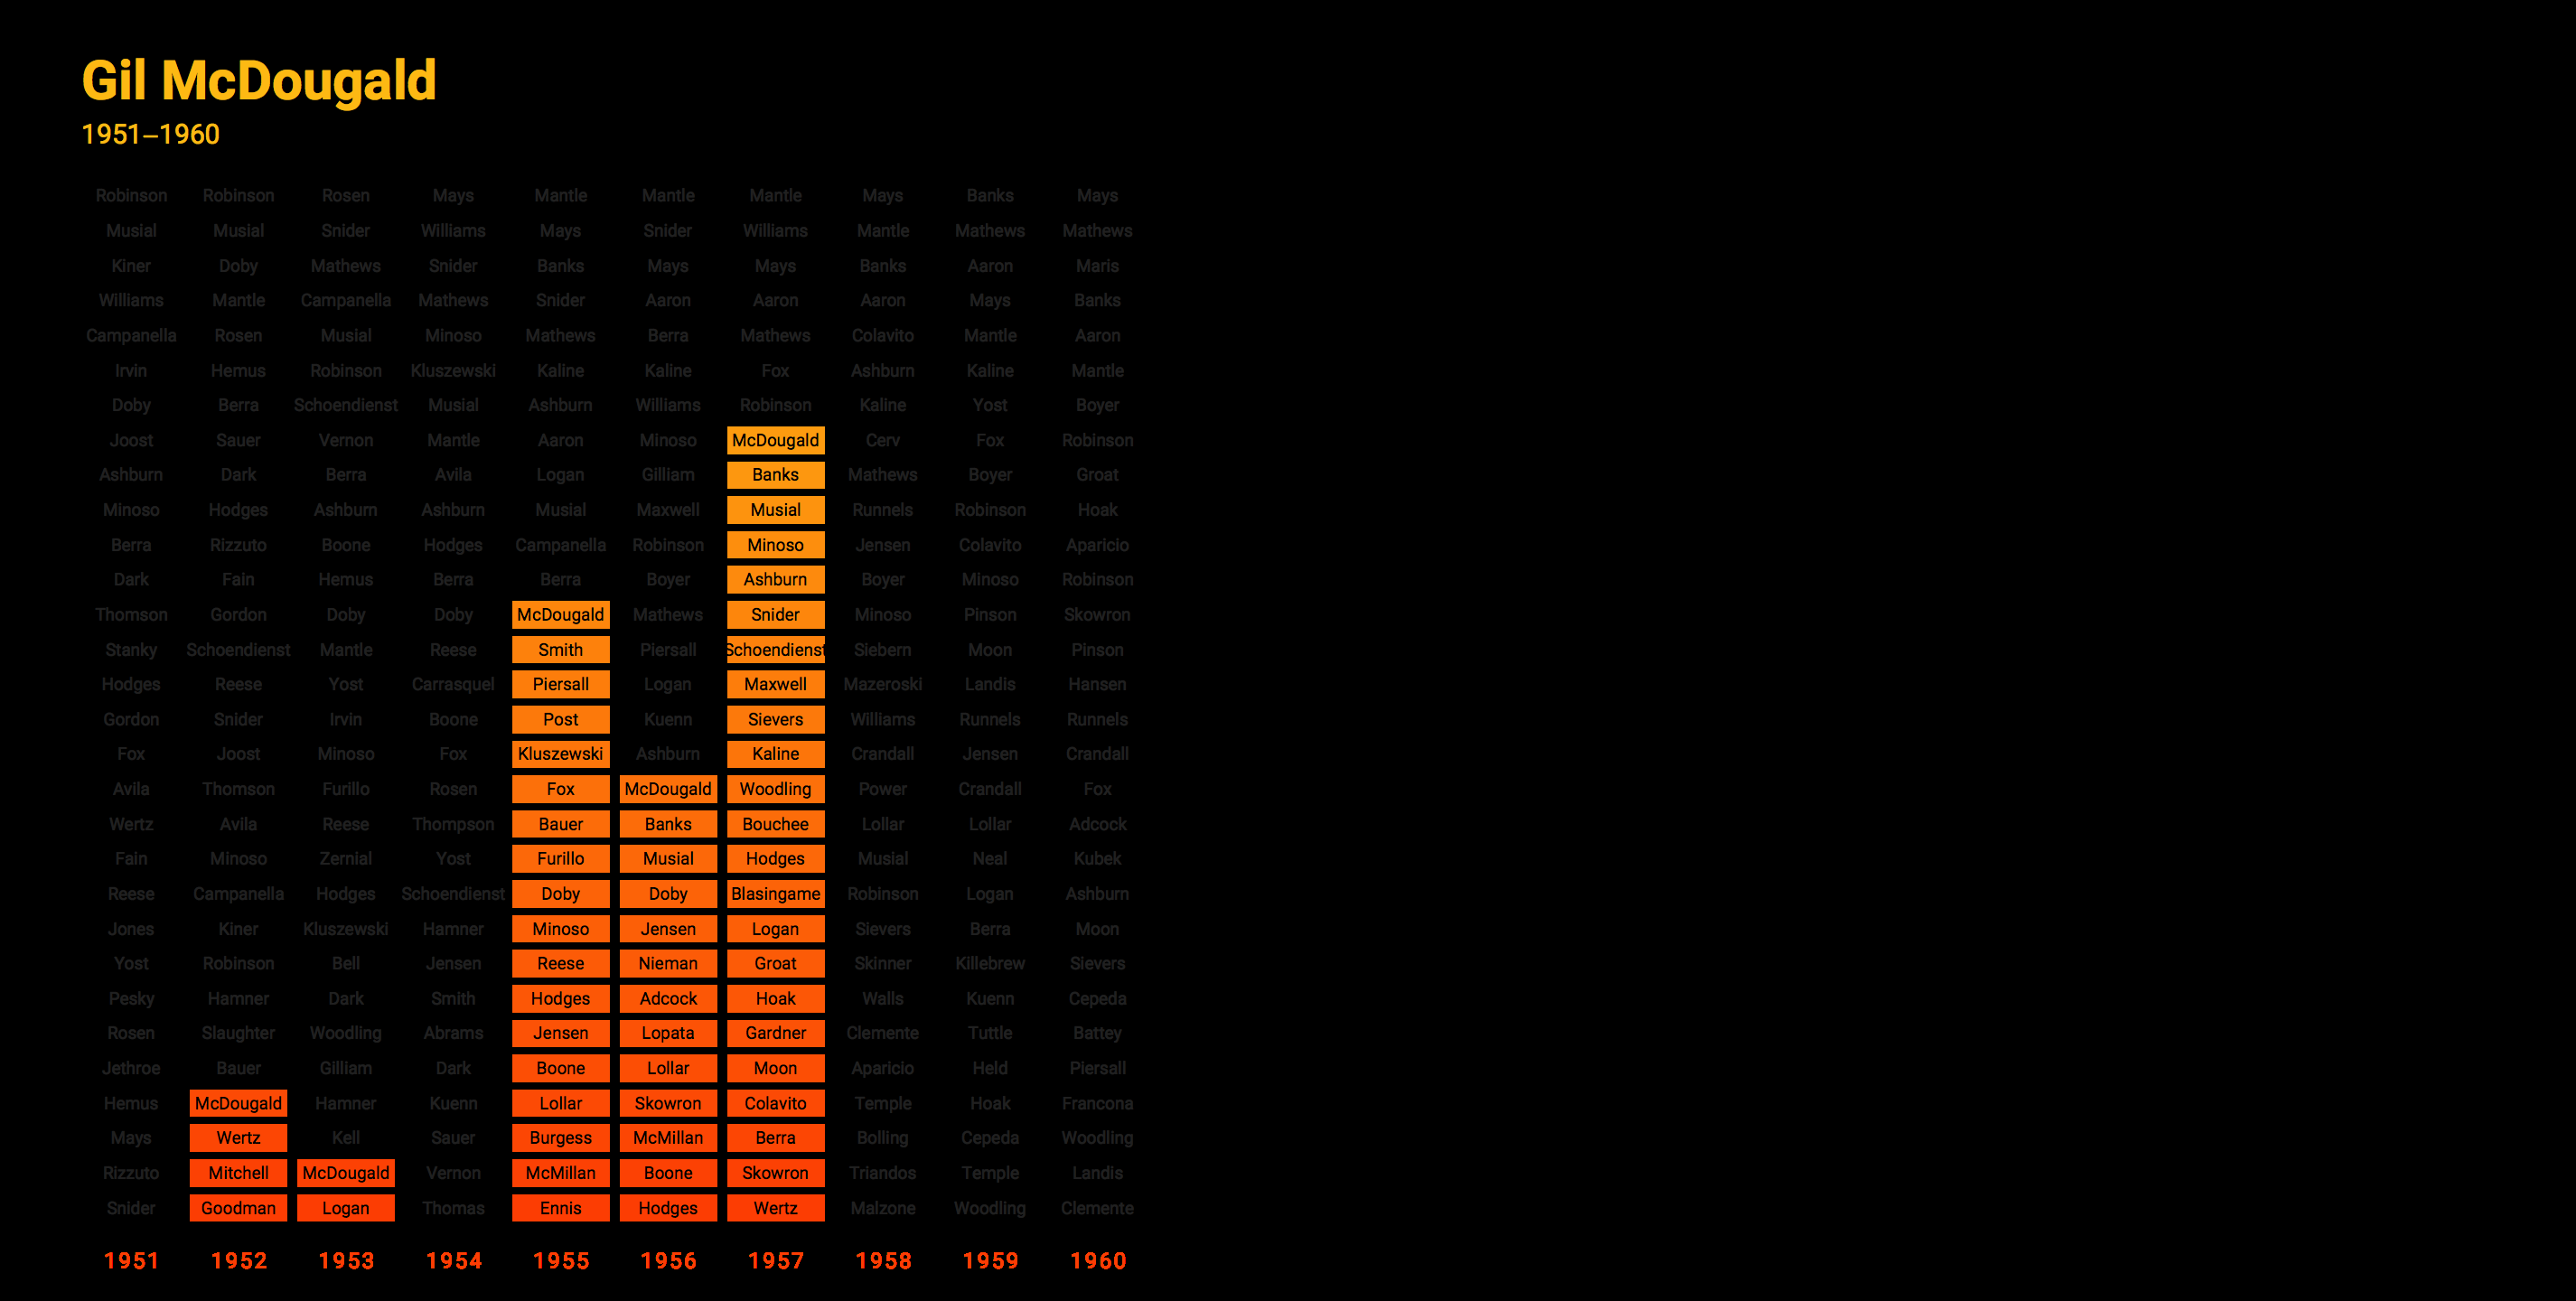 Gil McDougald
1951–1960
Robinson Robinson Rosen Mays Mantle Mantle Mantle Mays Banks Mays
Musial Musial Snider Williams Mays Snider Williams Mantle Mathews Mathews
Kiner Doby Mathews Snider Banks Mays Mays Banks Aaron Maris
Williams Mantle Campanella Mathews Snider Aaron Aaron Aaron Mays Banks
Campanella Rosen Musial Minoso Mathews Berra Mathews Colavito Mantle Aaron
Irvin Hemus Robinson Kluszewski Kaline Kaline Fox Ashburn Kaline Mantle
Doby Berra Schoendienst Musial Ashburn Williams Robinson Kaline Yost Boyer
Joost Sauer Vernon Mantle Aaron Minoso McDougald Cerv Fox Robinson
Ashburn Dark Berra Avila Logan Gilliam Banks Mathews Boyer Groat
Minoso Hodges Ashburn Ashburn Musial Maxwell Musial Runnels Robinson Hoak
Berra Rizzuto Boone Hodges Campanella Robinson Minoso Jensen Colavito Aparicio
Dark Fain Hemus Berra Berra Boyer Ashburn Boyer Minoso Robinson
Thomson Gordon Doby Doby McDougald Mathews Snider Minoso Pinson Skowron
Stanky Schoendienst Mantle Reese Smith Piersall Schoendienst Siebern Moon Pinson
Hodges Reese Yost Carrasquel Piersall Logan Maxwell Mazeroski Landis Hansen
Gordon Snider Irvin Boone Post Kuenn Sievers Williams Runnels Runnels
Fox Joost Minoso Fox Kluszewski Ashburn Kaline Crandall Jensen Crandall
Avila Thomson Furillo Rosen Fox McDougald Woodling Power Crandall Fox
Wertz Avila Reese Thompson Bauer Banks Bouchee Lollar Lollar Adcock
Fain Minoso Zernial Yost Furillo Musial Hodges Musial Neal Kubek
Reese Campanella Hodges Schoendienst Doby Doby Blasingame Robinson Logan Ashburn
Jones Kiner Kluszewski Hamner Minoso Jensen Logan Sievers Berra Moon
Yost Robinson Bell Jensen Reese Nieman Groat Skinner Killebrew Sievers
Pesky Hamner Dark Smith Hodges Adcock Hoak Walls Kuenn Cepeda
Rosen Slaughter Woodling Abrams Jensen Lopata Gardner Clemente Tuttle Battey
Jethroe Bauer Gilliam Dark Boone Lollar Moon Aparicio Held Piersall
Hemus McDougald Hamner Kuenn Lollar Skowron Colavito Temple Hoak Francona
Mays Wertz Kell Sauer Burgess McMillan Berra Bolling Cepeda Woodling
Rizzuto Mitchell McDougald Vernon McMillan Boone Skowron Triandos Temple Landis
Snider Goodman Logan Thomas Ennis Hodges Wertz Malzone Woodling Clemente
1951 1952 1953 1954 1955 1956 1957 1958 1959 1960